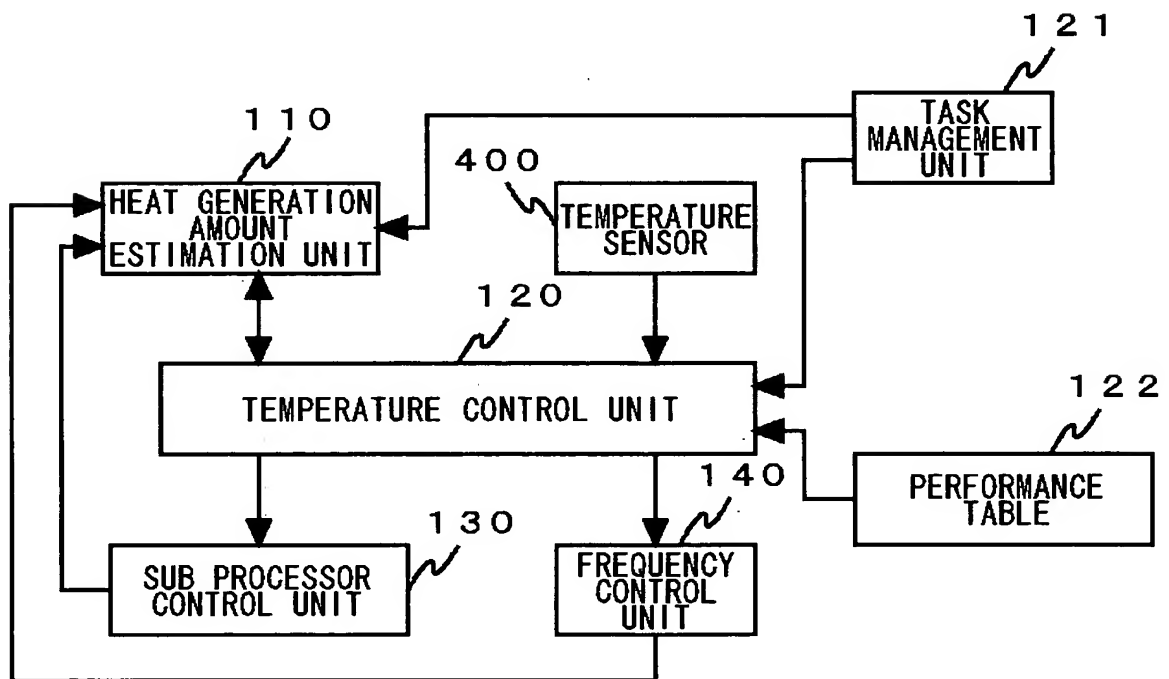 121
TASK
MANAGEMENT
UNIT
110
HEAT GENERATION
AMOUNT
ESTIMATION UNIT
400
TEMPERATURE
SENSOR
120
TEMPERATURE CONTROL UNIT
122
PERFORMANCE
TABLE
130
SUB PROCESSOR
CONTROL UNIT
140
FREQUENCY
CONTROL
UNIT